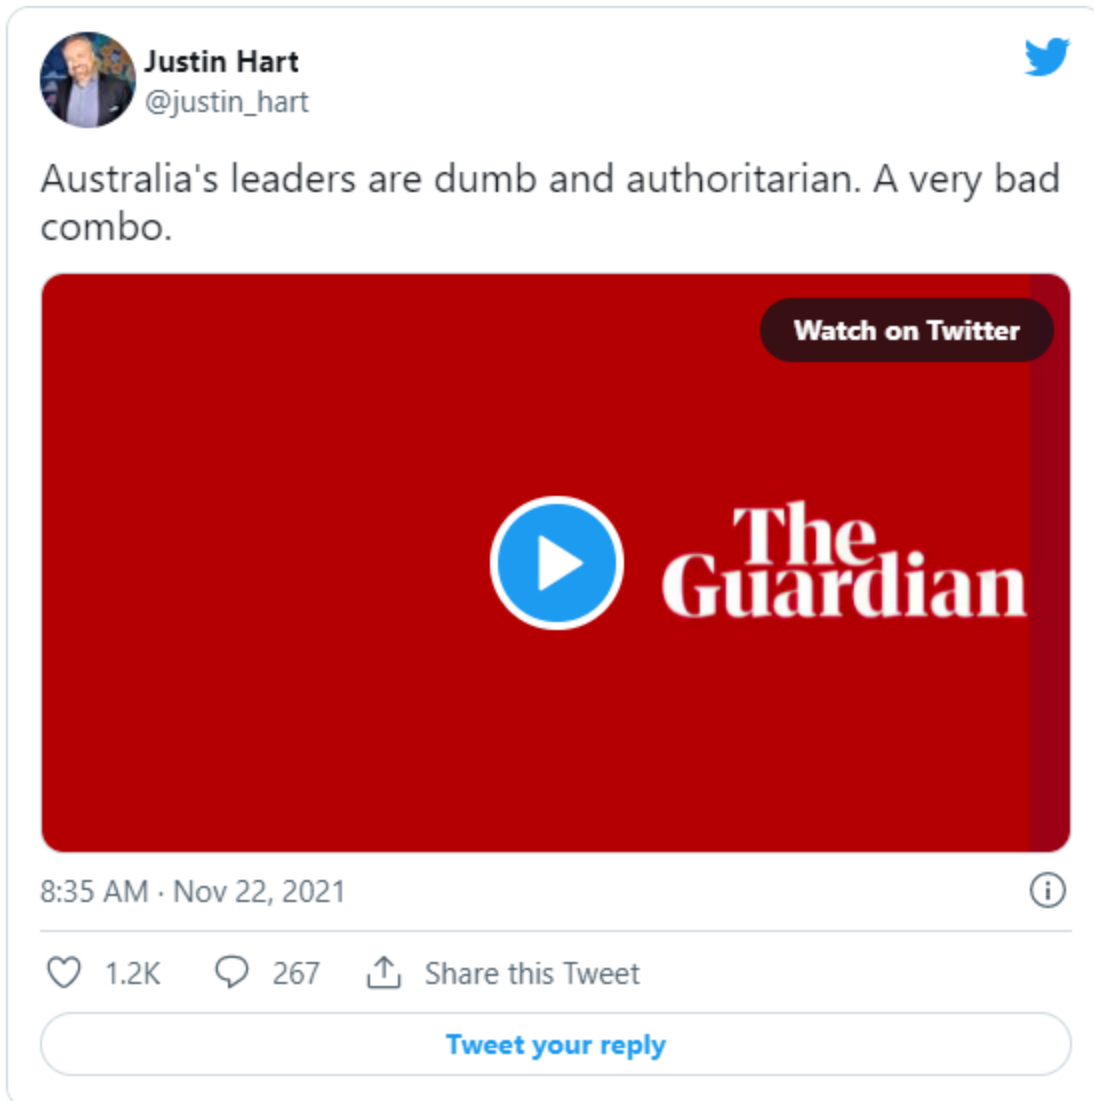 Justin Hart
@justin_hart
Australia's leaders are dumb and authoritarian. A very bad
combo.
Watch on Twitter
The
Guardian
8:35 AM · Nov 22, 2021
1.2K 267 Share this Tweet
Tweet your reply